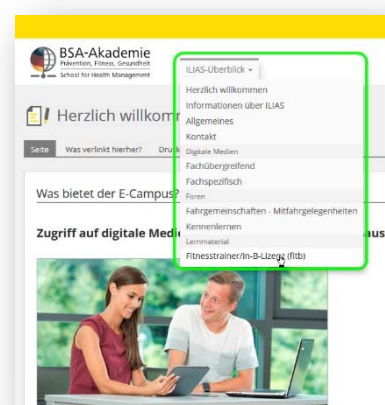 BSA-Akademie
Prävention, Fitness, Gesundheit
School for Health Management
ILIAS-Überblick
Herzlich willkommen
Informationen über ILIAS
Allgemeines
Kontakt
Digitale Medien
Fachübergreifend
Fachspezifisch
Foren
Fahrgemeinschaften - Mitfahrgelegenheiten
Kennenlernen
Lernmaterial
Fitnesstrainer/in-B-Lizenz (fitb)
Herzlich willkom
Seite Was verlinkt hierher? Druck
Was bietet der E-Campus?
Zugriff auf digitale Medie aus